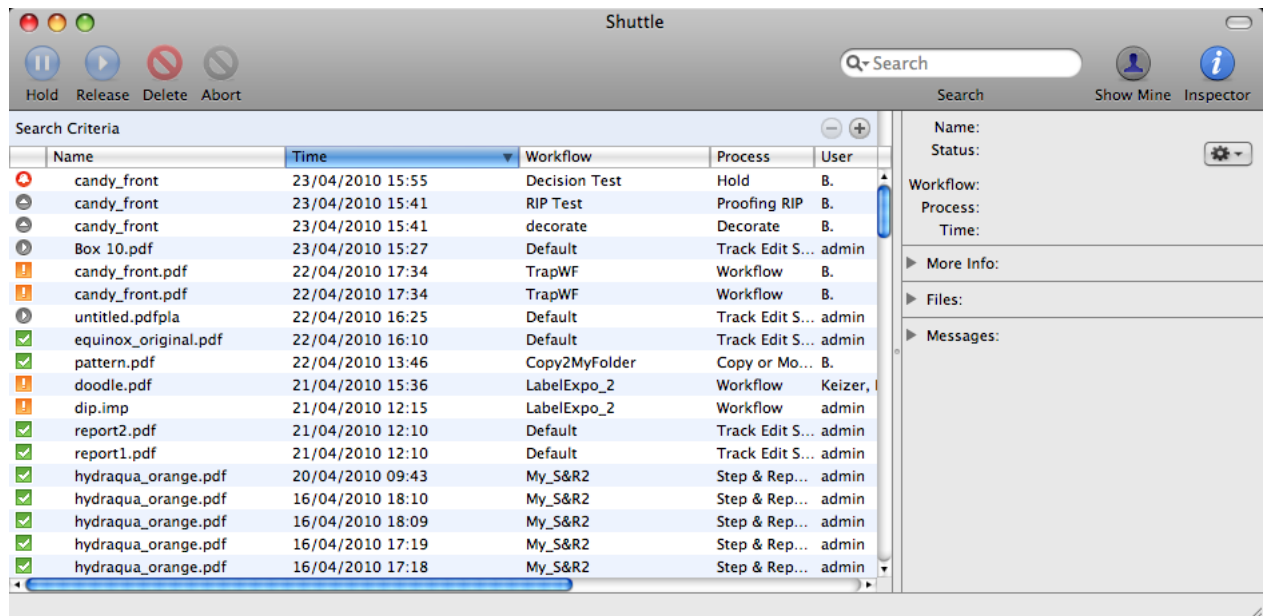 Shuttle
Hold Release Delete Abort Search Search Show Mine Inspector
Search Criteria
Name Time Workflow Process User
candy_front 23/04/2010 15:55 Decision Test Hold B.
candy_front 23/04/2010 15:41 RIP Test Proofing RIP B.
candy_front 23/04/2010 15:41 decorate Decorate B.
Box 10.pdf 23/04/2010 15:27 Default Track Edit S... admin
candy_front.pdf 22/04/2010 17:34 TrapWF Workflow B.
candy_front.pdf 22/04/2010 17:34 TrapWF Workflow B.
untitled.pdfpla 22/04/2010 16:25 Default Track Edit S... admin
equinox_original.pdf 22/04/2010 16:10 Default Track Edit S... admin
pattern.pdf 22/04/2010 13:46 Copy2MyFolder Copy or Mo... B.
doodle.pdf 21/04/2010 15:36 LabelExpo_2 Workflow Keizer,
dip.imp 21/04/2010 12:15 LabelExpo_2 Workflow admin
report2.pdf 21/04/2010 12:10 Default Track Edit S... admin
report1.pdf 21/04/2010 12:10 Default Track Edit S... admin
hydraqua_orange.pdf 20/04/2010 09:43 My_S&R2 Step & Rep... admin
hydraqua_orange.pdf 16/04/2010 18:10 My_S&R2 Step & Rep... admin
hydraqua_orange.pdf 16/04/2010 18:09 My_S&R2 Step & Rep... admin
hydraqua_orange.pdf 16/04/2010 17:19 My_S&R2 Step & Rep... admin
hydraqua_orange.pdf 16/04/2010 17:18 My_S&R2 Step & Rep... admin
Name:
Status:
Workflow:
Process:
Time:
More Info:
Files:
Messages: